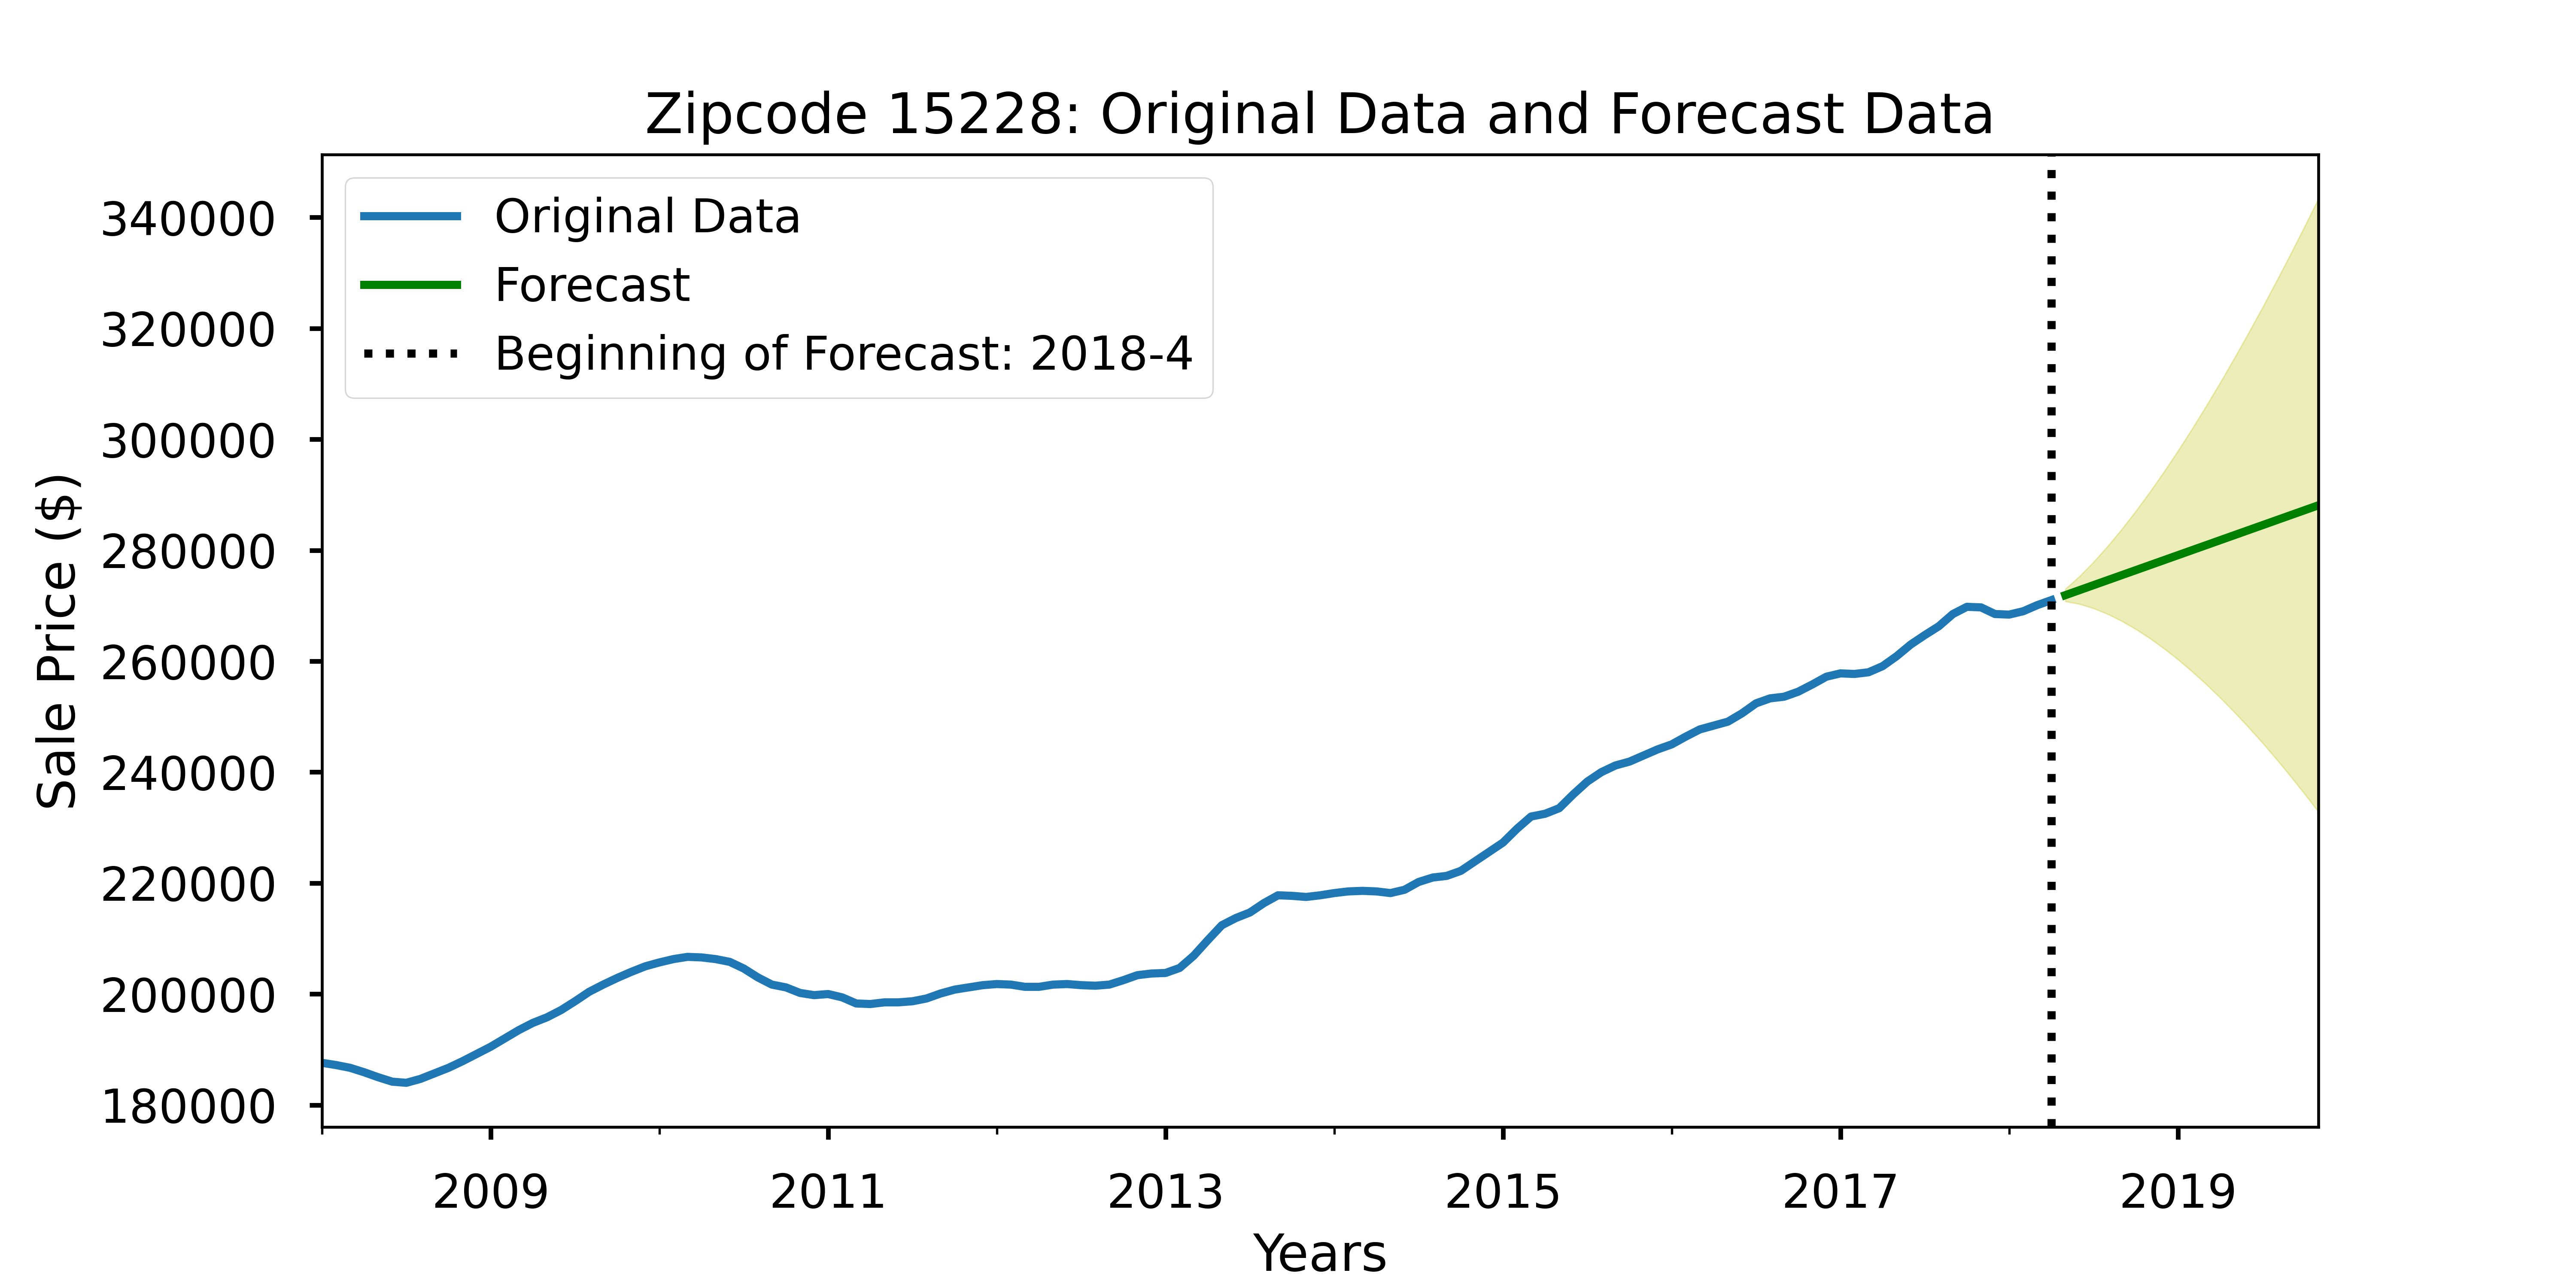 Zipcode 15228: Original Data and Forecast Data
Original Data
Forecast
Beginning of Forecast: 2018-4
Sale Price ($)
340000
320000
300000
280000
260000
240000
220000
200000
180000
2009 2011 2013 2015 2017 2019
Years